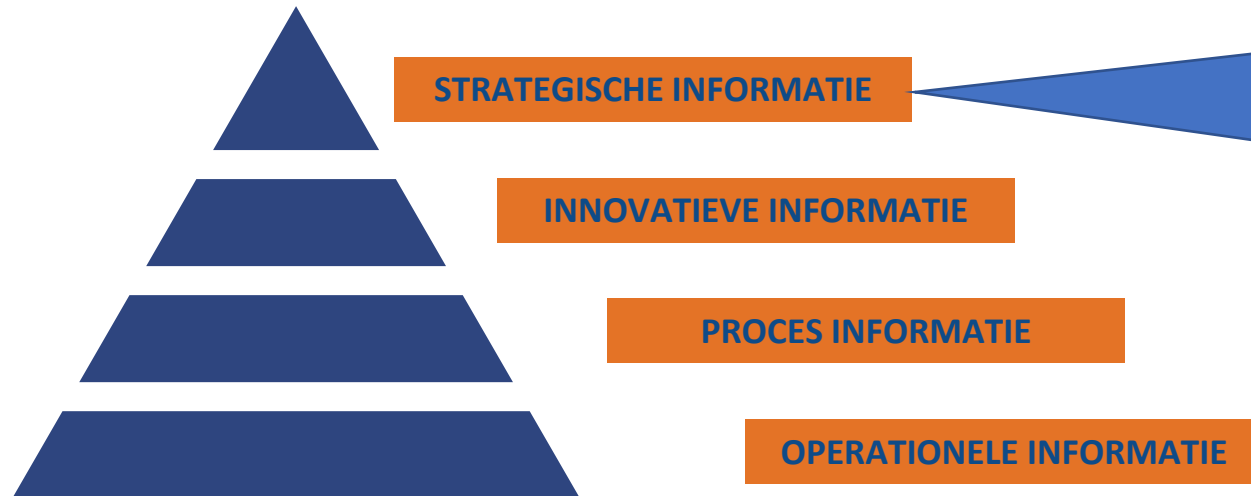 STRATEGISCHE INFORMATIE
INNOVATIEVE INFORMATIE
PROCES INFORMATIE
OPERATIONELE INFORMATIE